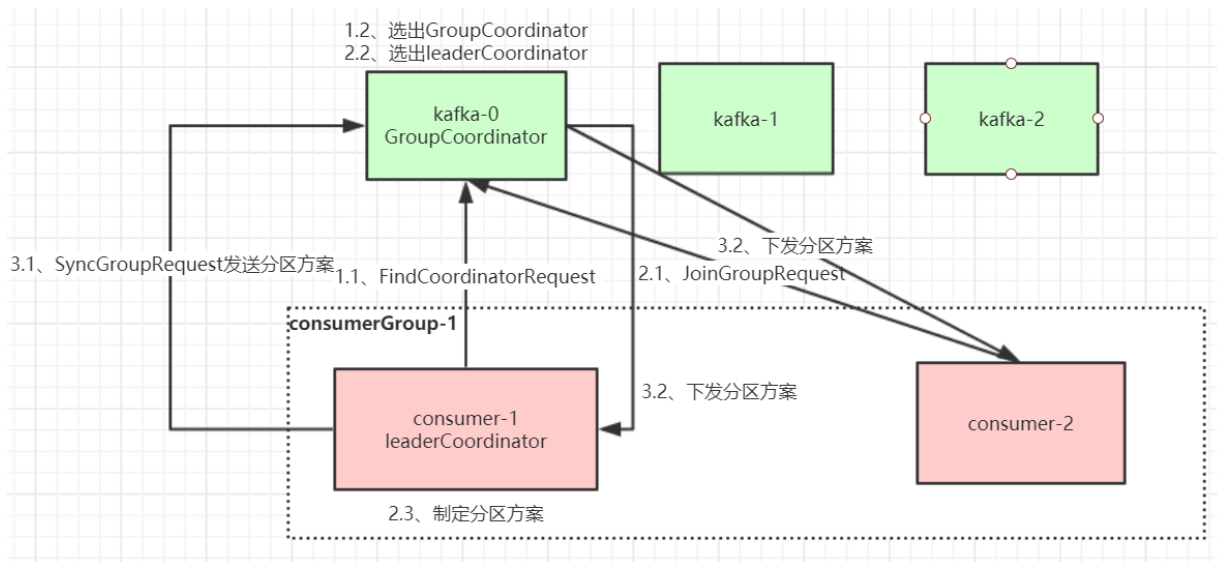 1.2、选出GroupCoordinator
2.2、选出leaderCoordinator
kafka-0
GroupCoordinator
kafka-1
kafka-2
3.2、下发分区方案
3.1、SyncGroupRequest发送分区方案
1.1、FindCoordinatorRequest
2.1、JoinGroupRequest
consumerGroup-1
3.2、下发分区方案
consumer-1
leaderCoordinator
consumer-2
2.3、制定分区方案